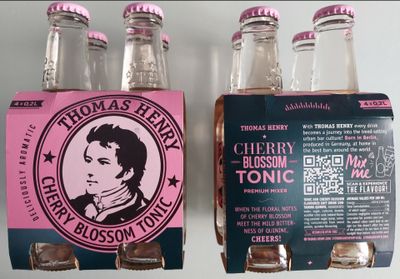 4 x 0,2L
DELICIOUSLY AROMATIC
THOMAS HENRY
CHERRY BLOSSOM TONIC
4 x 0,2L
THOMAS HENRY
CHERRY
BLOSSOM
TONIC
PREMIUM MIXER
WHEN THE FLORAL NOTES
OF CHERRY BLOSSOM
MEET THE MILD BITTER-
NESS OF QUININE.
CHEERS!
With THOMAS HENRY every drink
becomes a journey into the trend setting
urban bar culture! Born in Berlin,
produced in Germany, at home in
the best bars around the world.
Mix
me
SCAN & EXPERIENCE
THE FLAVOUR!